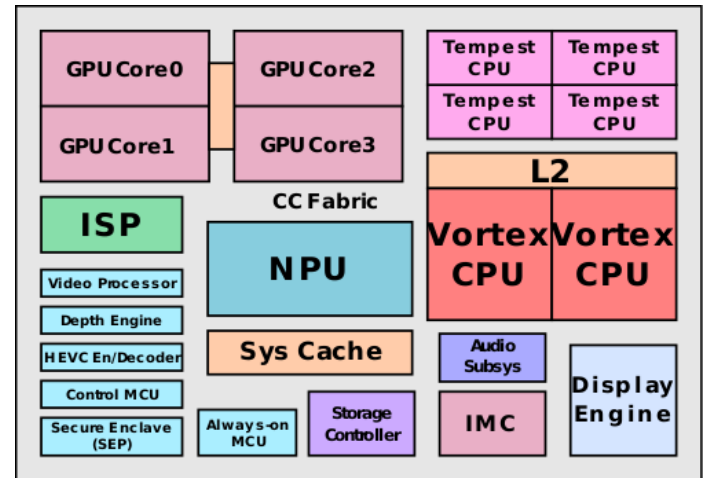 GPU Core0
GPU Core2
GPU Core1
GPU Core3
Tempest
CPU
Tempest
CPU
Tempest
CPU
Tempest
CPU
L2
Vortex
CPU
Vortex
CPU
ISP
CC Fabric
NPU
Video Processor
Depth Engine
HEVC En/Decoder
Control MCU
Secure Enclave
(SEP)
Sys Cache
Always-on
MCU
Storage
Controller
Audio
Subsys
IMC
Display
Engine